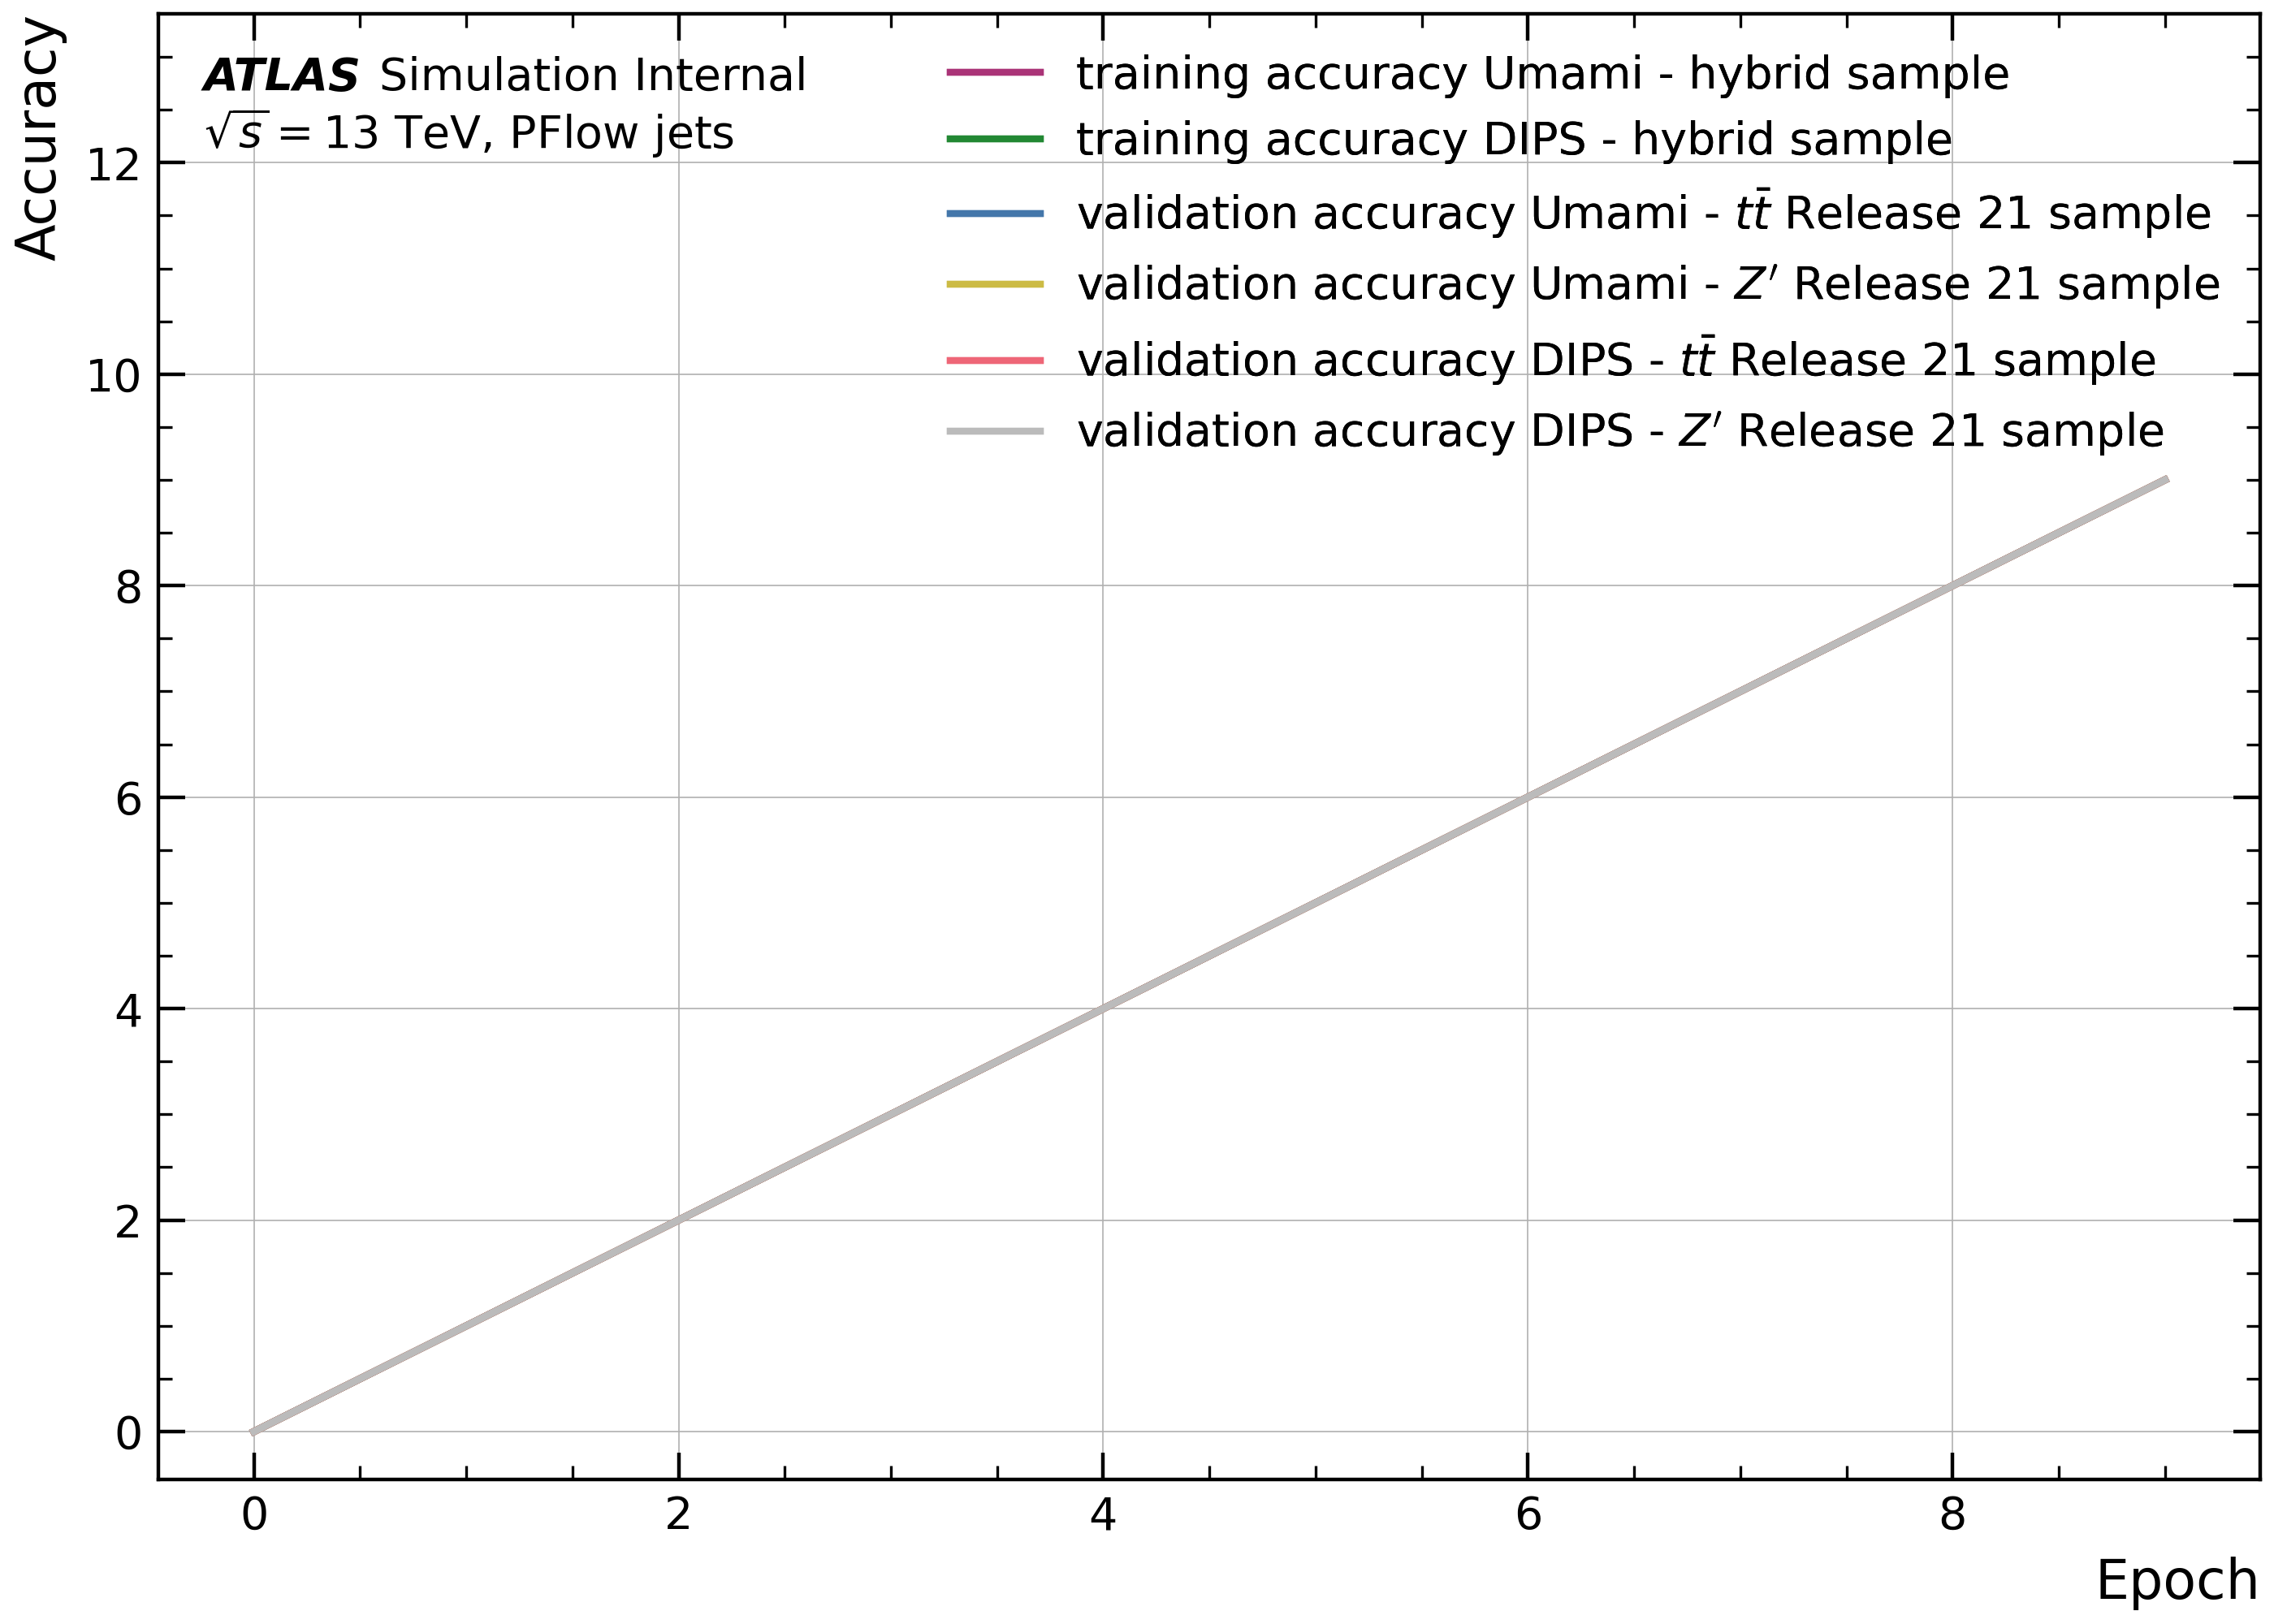 Accuracy
ATLAS Simulation Internal
√s = 13 TeV, PFlow jets
training accuracy Umami - hybrid sample
training accuracy DIPS - hybrid sample
validation accuracy Umami - tt̄ Release 21 sample
validation accuracy Umami - Z′ Release 21 sample
validation accuracy DIPS - tt̄ Release 21 sample
validation accuracy DIPS - Z′ Release 21 sample
12
10
8
6
4
2
0
0 2 4 6 8
Epoch